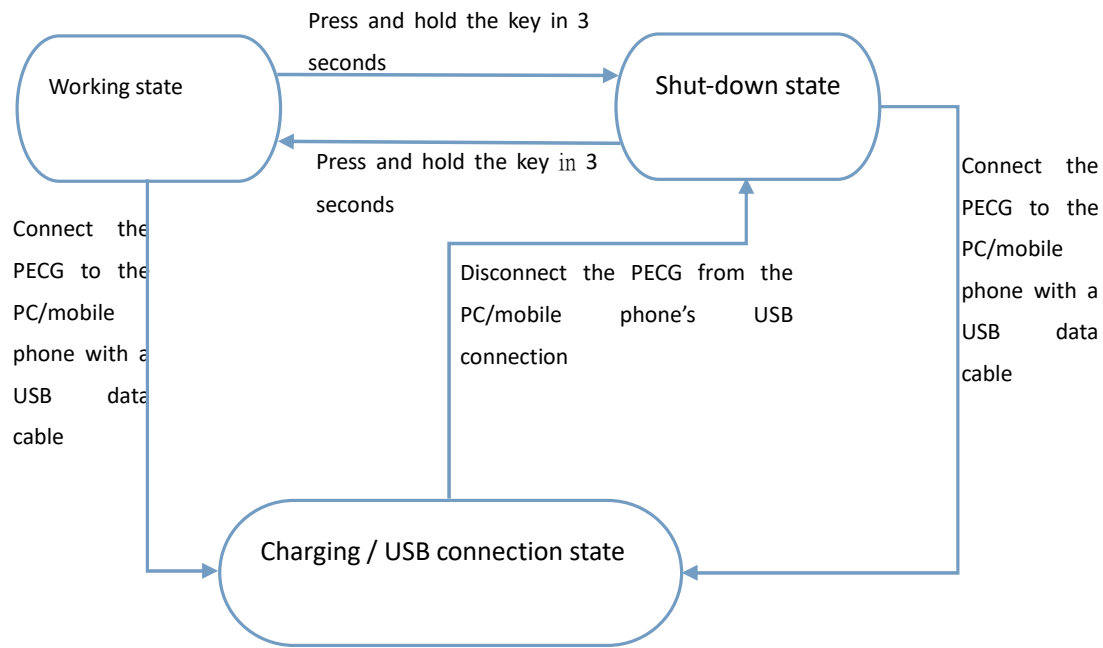 Press and hold the key in 3
seconds
Working state
Shut-down state
Press and hold the key in 3
seconds
Connect the
PECG to the
PC/mobile
phone with a
USB data
cable
Disconnect the PECG from the
PC/mobile phone’s USB
connection
Connect the
PECG to the
PC/mobile
phone with a
USB data
cable
Charging / USB connection state